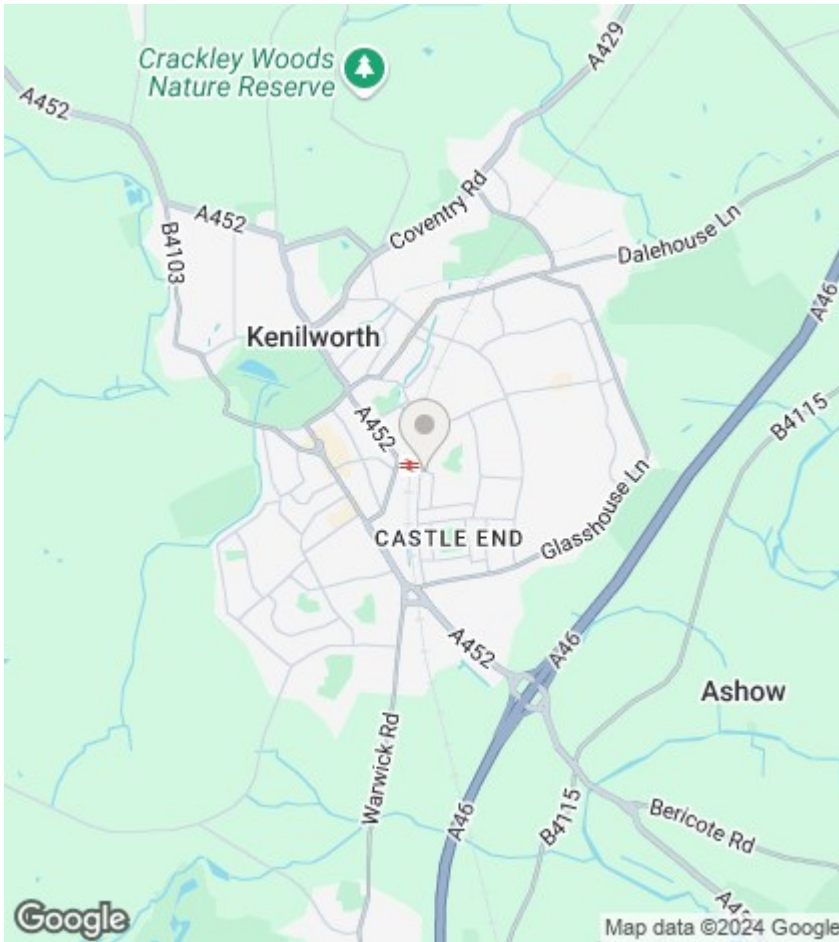 Crackley Woods
Nature Reserve
A429
A452
A452
Coventry Rd
B4103
Dalehouse Ln
A46
Kenilworth
B4115
A452
Glasshouse Ln
CASTLE END
A452
A46
Ashow
Warwick Rd
A46
B4115
Bericote Rd
Google
Map data ©2024 Google